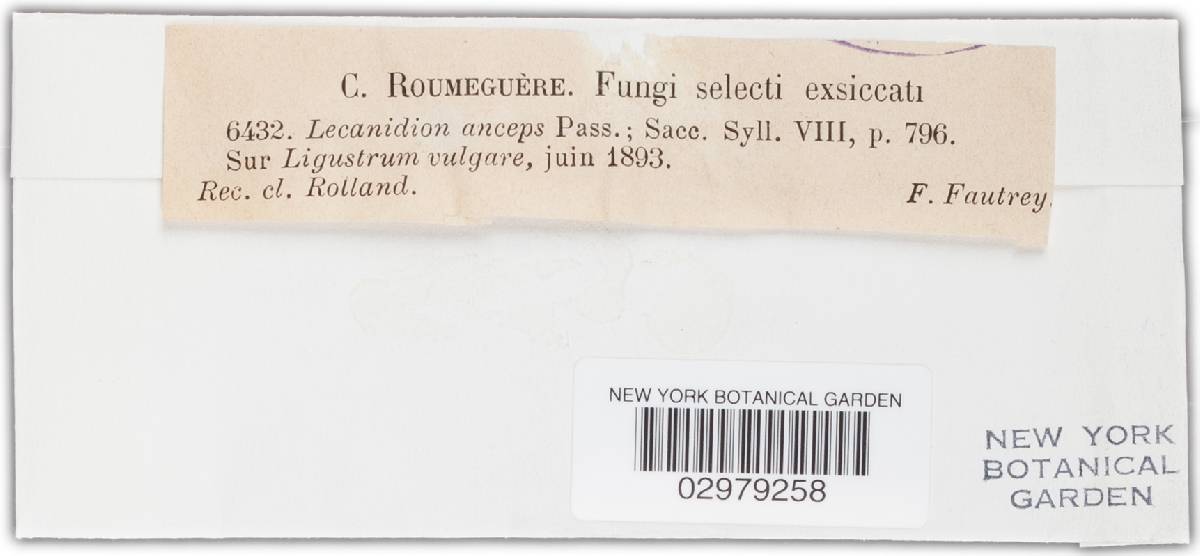 C. ROUMEGUÈRE. Fungi selecti exsiccati
6432. Lecanidion anceps Pass.; Sacc. Syll. VIII, p. 796.
Sur Ligustrum vulgare, juin 1893.
Rec. cl. Rolland.
F. Fautrey.
NEW YORK BOTANICAL GARDEN
02979258
NEW YORK
BOTANICAL
GARDEN